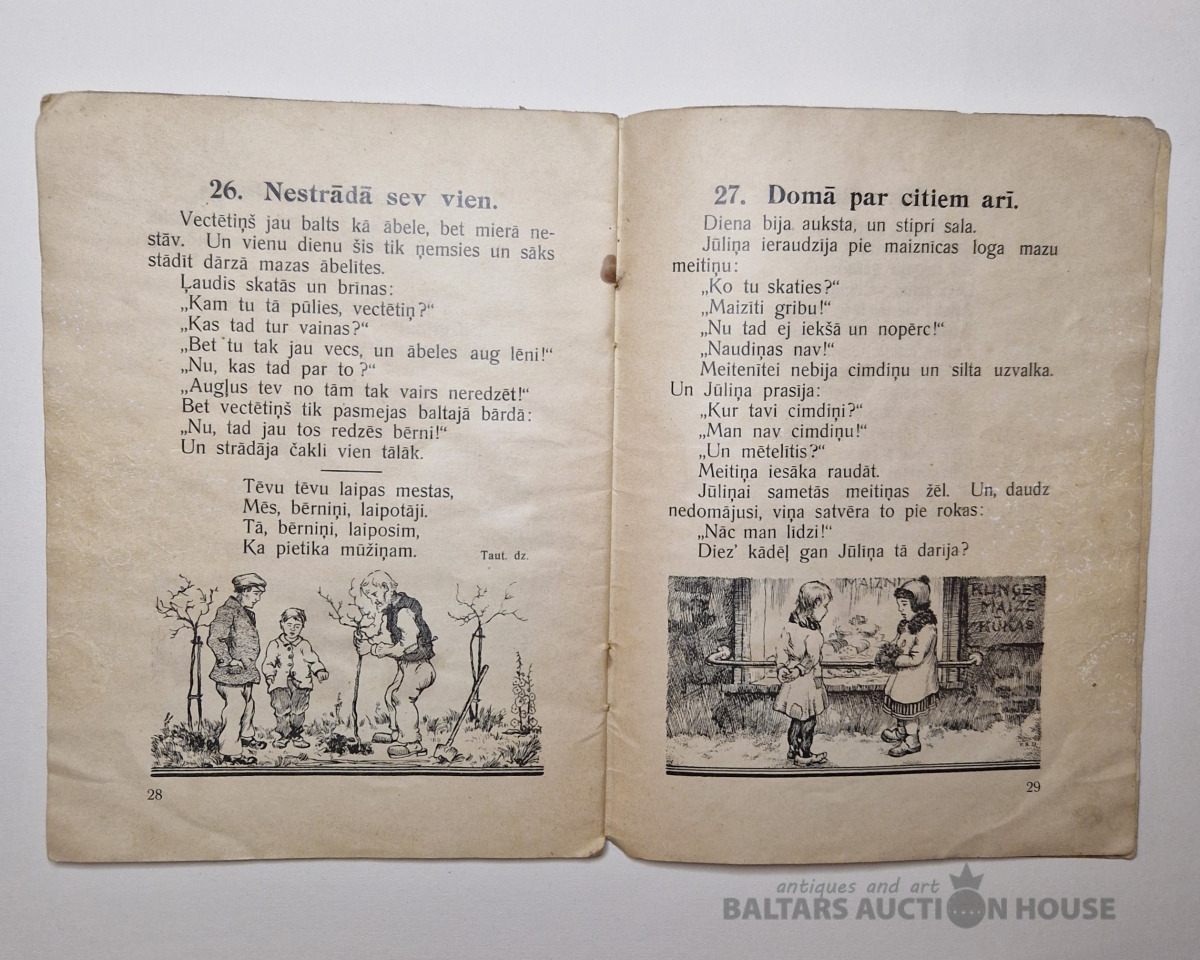 26. Nestrādā sev vien.
Vectētiņš jau balts kā ābele, bet mierā ne-
stāv. Un vienu dienu šis tik ņemsies un sāks
stādīt dārzā mazas ābelītes.
Ļaudis skatās un brīnas:
„Kam tu tā pūlies, vectētiņ?“
„Kas tad tur vainas?“
„Bet tu tak jau vecs, un ābeles aug lēni!“
„Nu, kas tad par to?“
„Augļus tev no tām tak vairs neredzēt!“
Bet vectētiņš tik pasmejas baltajā bārdā:
„Nu, tad jau tos redzēs bērni!“
Un strādāja čakli vien tālāk.
Tēvu tēvu laipas mestas,
Mēs, bērniņi, laipotāji.
Tā, bērniņi, laiposim,
Ka pietika mūžiņam.
Taut. dz.
28
27. Domā par citiem arī.
Diena bija auksta, un stipri sala.
Jūliņa ieraudzīja pie maiznicas loga mazu
meitiņu:
„Ko tu skaties?“
„Maizīti gribu!“
„Nu tad ej iekšā un nopērc!“
„Naudiņas nav!“
Meitenītei nebija cimdiņu un silta uzvalka.
Un Jūliņa prasīja:
„Kur tavi cimdiņi?“
„Man nav cimdiņu!“
„Un mētelītis?“
Meitiņa iesāka raudāt.
Jūliņai sametās meitiņas žēl. Un, daudz
nedomājusi, viņa satvēra to pie rokas:
„Nāc man līdzi!“
Diez’ kādēļ gan Jūliņa tā darija?
MAIZNI
KLIŅĢER
MAIZE
KŪKAS
29
antiques and art
BALTARS AUCTION HOUSE